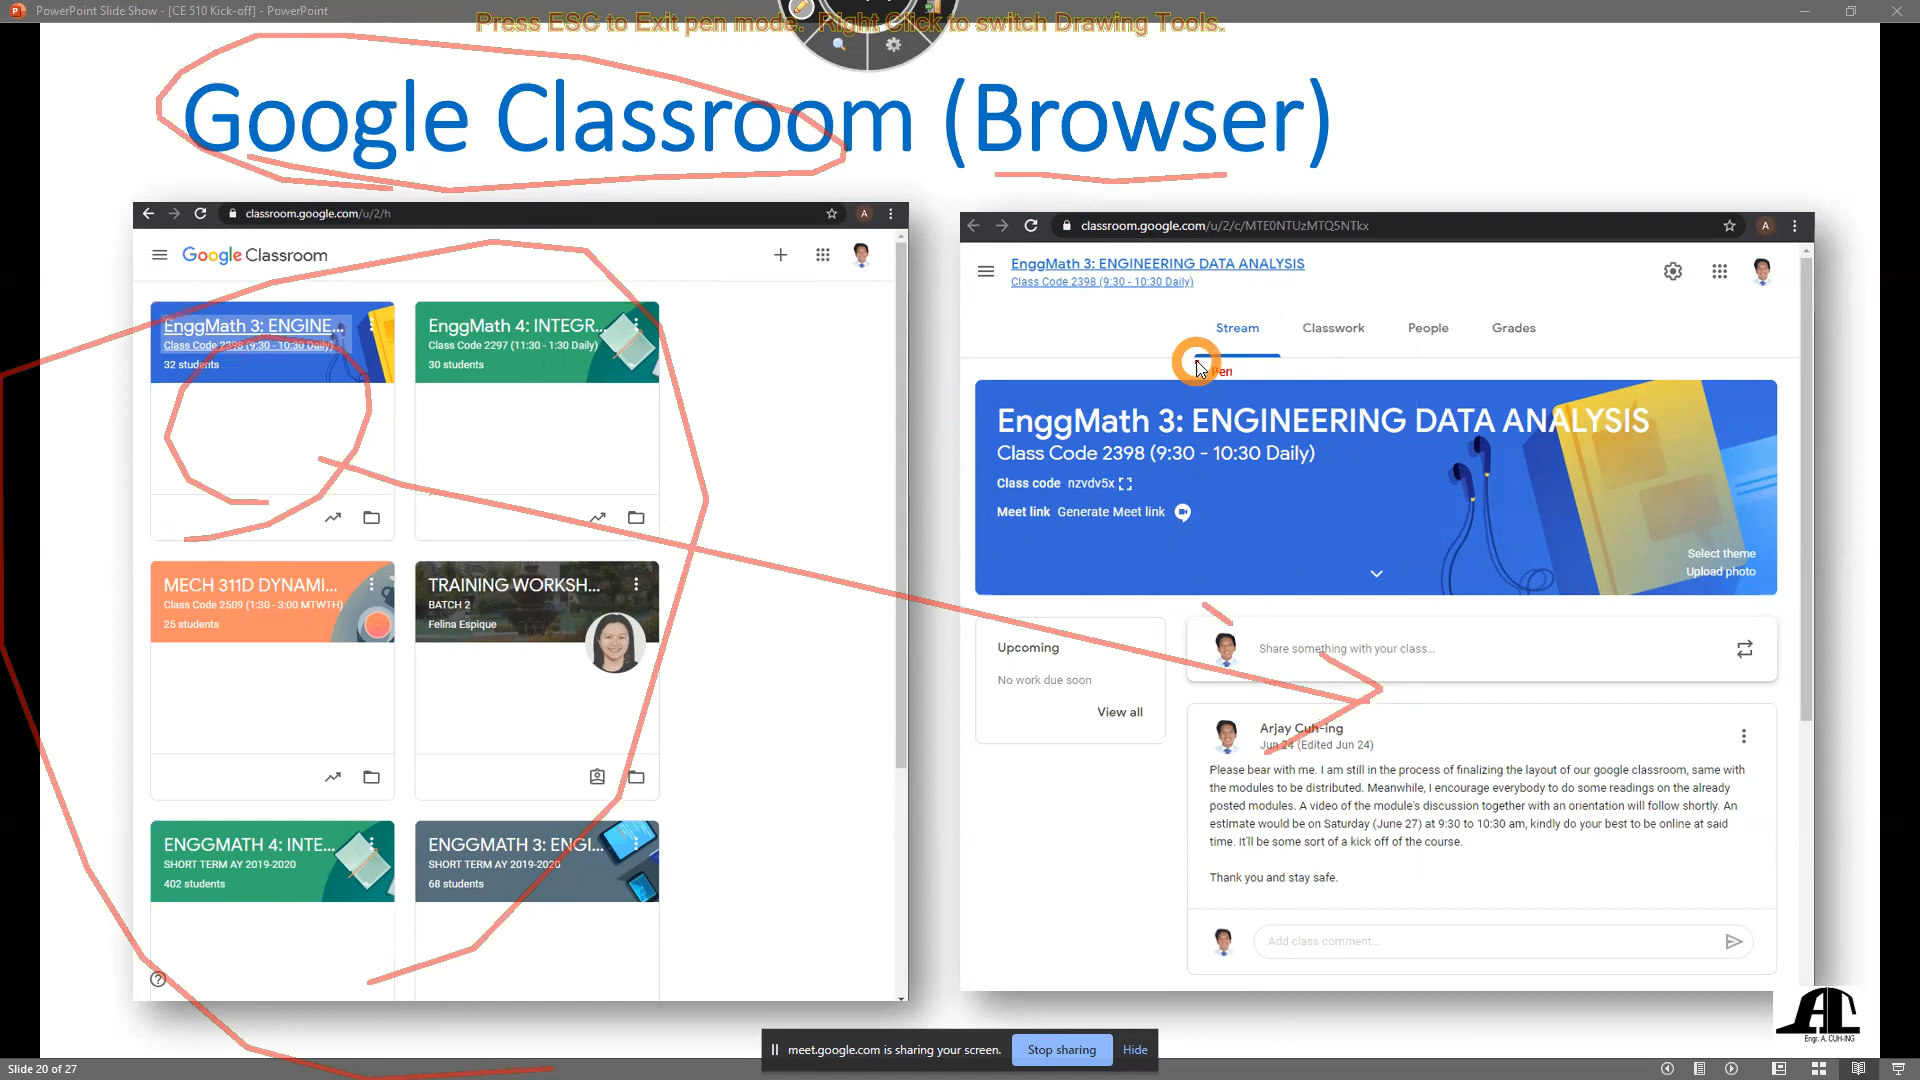 PowerPoint Slide Show - [CE 510 Kick-off] - PowerPoint
Press ESC to Exit pen mode. Right Click to switch Drawing Tools.
Google Classroom (Browser)
classroom.google.com/u/2/h
A
Google Classroom
EnggMath 3: ENGINE...
Class Code 2398 (9:30 - 10:30 Daily)
32 students
EnggMath 4: INTEGR...
Class Code 2297 (11:30 - 1:30 Daily)
30 students
MECH 311D DYNAMI...
Class Code 2509 (1:30 - 3:00 MTWTH)
25 students
TRAINING WORKSH...
BATCH 2
Felina Espique
ENGGMATH 4: INTE...
SHORT TERM AY 2019-2020
402 students
ENGGMATH 3: ENGI...
SHORT TERM AY 2019-2020
68 students
classroom.google.com/u/2/c/MTE0NTUzMTQ5NTkx
A
EnggMath 3: ENGINEERING DATA ANALYSIS
Class Code 2398 (9:30 - 10:30 Daily)
Stream Classwork People Grades
Pen
EnggMath 3: ENGINEERING DATA ANALYSIS
Class Code 2398 (9:30 - 10:30 Daily)
Class code nzvdv5x
Meet link Generate Meet link
Select theme
Upload photo
Upcoming
No work due soon
View all
Share something with your class...
Arjay Cuh-ing
Jun 24 (Edited Jun 24)
Please bear with me. I am still in the process of finalizing the layout of our google classroom, same with
the modules to be distributed. Meanwhile, I encourage everybody to do some readings on the already
posted modules. A video of the module's discussion together with an orientation will follow shortly. An
estimate would be on Saturday (June 27) at 9:30 to 10:30 am, kindly do your best to be online at said
time. It'll be some sort of a kick off of the course.
Thank you and stay safe.
Add class comment...
Engr. A. CUH-ING
meet.google.com is sharing your screen.
Stop sharing
Hide
Slide 20 of 27